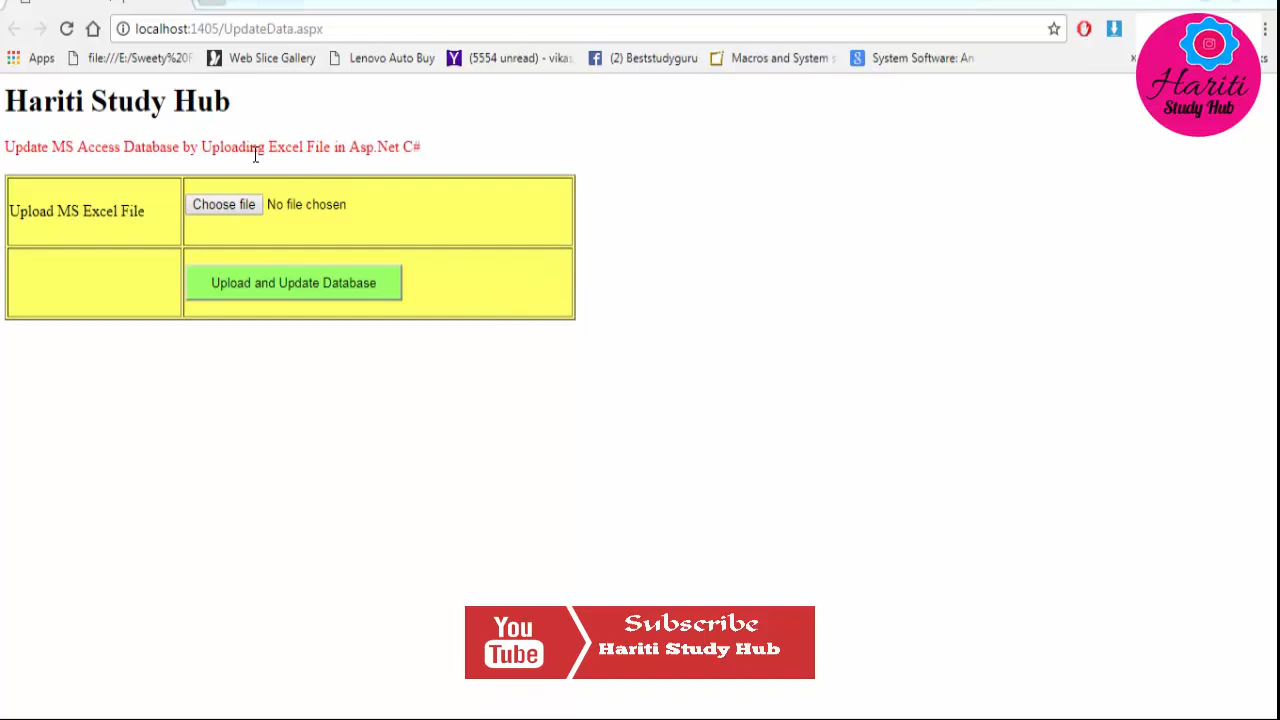 localhost:1405/UpdateData.aspx
Apps file:///E:/Sweety%20F Web Slice Gallery Lenovo Auto Buy (5554 unread) - vikas (2) Beststudyguru Macros and System s System Software: An
Hariti
Study Hub
Hariti Study Hub
Update MS Access Database by Uploading Excel File in Asp.Net C#
Upload MS Excel File Choose file No file chosen
Upload and Update Database
You
Tube
Subscribe
Hariti Study Hub